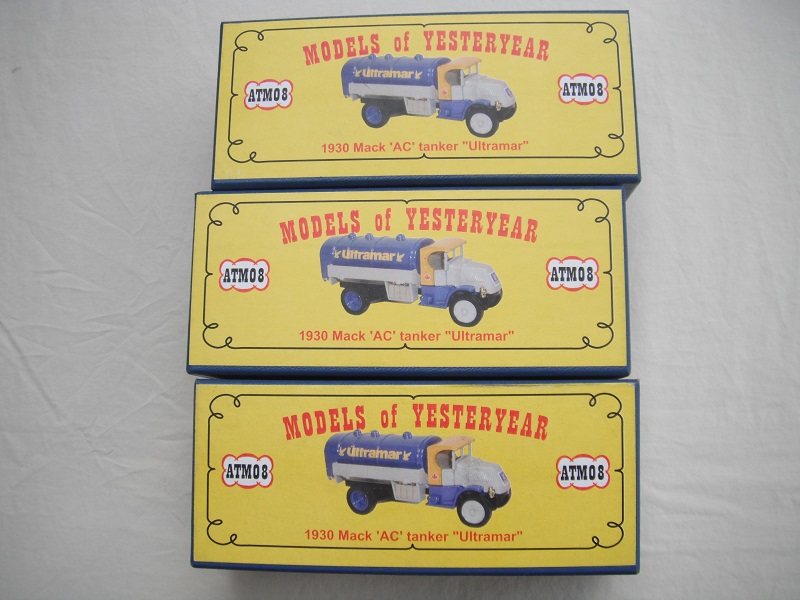 MODELS of YESTERYEAR
Ultramar
ATM08 ATM08
1930 Mack 'AC' tanker "Ultramar"
MODELS of YESTERYEAR
Ultramar
ATM08 ATM08
1930 Mack 'AC' tanker "Ultramar"
MODELS of YESTERYEAR
Ultramar
ATM08 ATM08
1930 Mack 'AC' tanker "Ultramar"